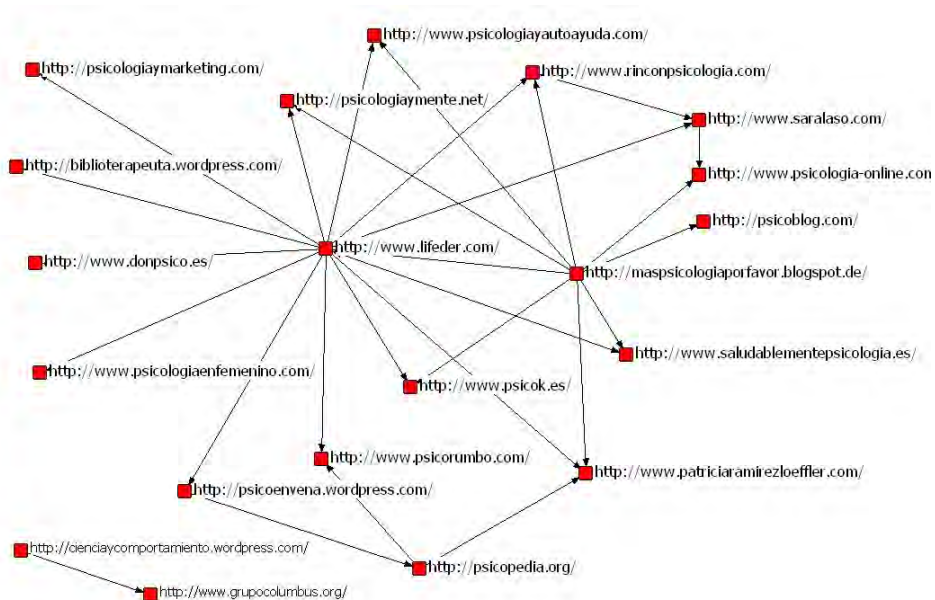 http://www.psicologiayautoayuda.com/
http://psicologiaymarketing.com/
http://www.rinconpsicologia.com/
http://psicologiaymente.net/
http://www.saralaso.com/
http://biblioterapeuta.wordpress.com/
http://www.psicologia-online.com
http://psicoblog.com/
http://www.lifeder.com/
http://www.donpsico.es/
http://maspsicologiaporfavor.blogspot.de/
http://www.saludablementepsicologia.es/
http://www.psicologiaenfemenino.com/
http://www.psicok.es/
http://www.psicorumbo.com/
http://www.patriciaramirezloeffler.com/
http://psicoenvena.wordpress.com/
http://cienciaycomportamiento.wordpress.com/
http://psicopedia.org/
http://www.grupocolumbus.org/